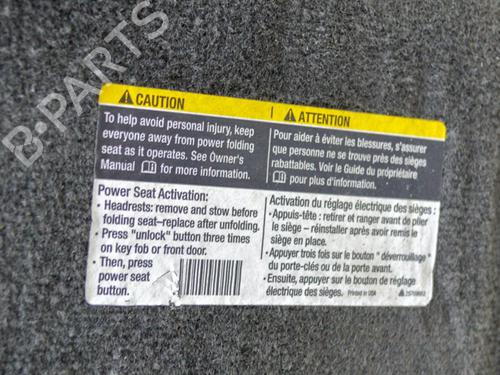 B-PARTS
CAUTION
To help avoid personal injury, keep
everyone away from power folding
seat as it operates. See Owner's
Manual for more information.
Power Seat Activation:
• Headrests: remove and stow before
folding seat–replace after unfolding.
• Press "unlock" button three times
on key fob or front door.
• Then, press
power seat
button.
ATTENTION
Pour aider à éviter les blessures, s'assurer
que personne ne se trouve près des sièges
rabattables. Voir le Guide du propriétaire
pour plus d'information.
Activation du réglage électrique des sièges :
• Appuis-tête : retirer et ranger avant de plier
le siège – réinstaller après avoir remis le
siège en place.
• Appuyer trois fois sur le bouton "déverrouillage"
du porte-clés ou de la porte avant.
• Ensuite, appuyer sur le bouton de réglage
électrique des sièges.
Printed in USA